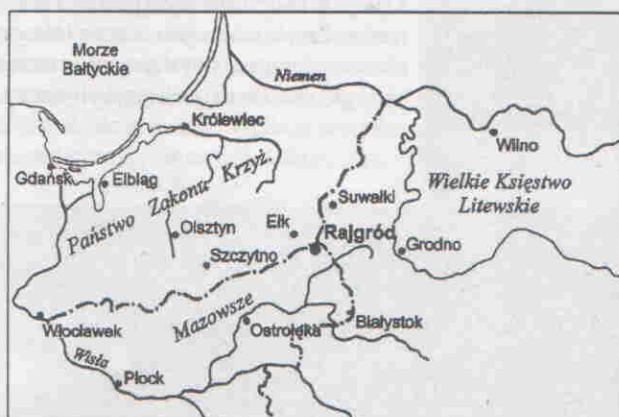 Morze
Bałtyckie
Niemen
Królewiec
Wilno
Gdańsk
Elbląg
Państwo Zakonu Krzyż.
Suwałki
Wielkie Księstwo
Litewskie
Olsztyn
Ełk
Rajgród
Grodno
Szczytno
Mazowsze
Włocławek
Ostrołęka
Białystok
Wisła
Płock